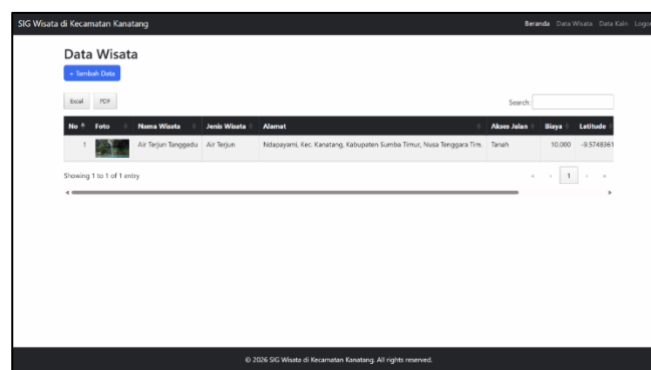 SIG Wisata di Kecamatan Kanatang Beranda Data Wisata Data Kain Logou
Data Wisata
+ Tambah Data
Excel PDF Search:
No Foto Nama Wisata Jenis Wisata Alamat Akses Jalan Biaya Latitude
1 Air Terjun Tanggedu Air Terjun Ndapayami, Kec. Kanatang, Kabupaten Sumba Timur, Nusa Tenggara Tim. Tanah 10.000 -9.5748361
Showing 1 to 1 of 1 entry « ‹ 1 › »
© 2026 SIG Wisata di Kecamatan Kanatang. All rights reserved.